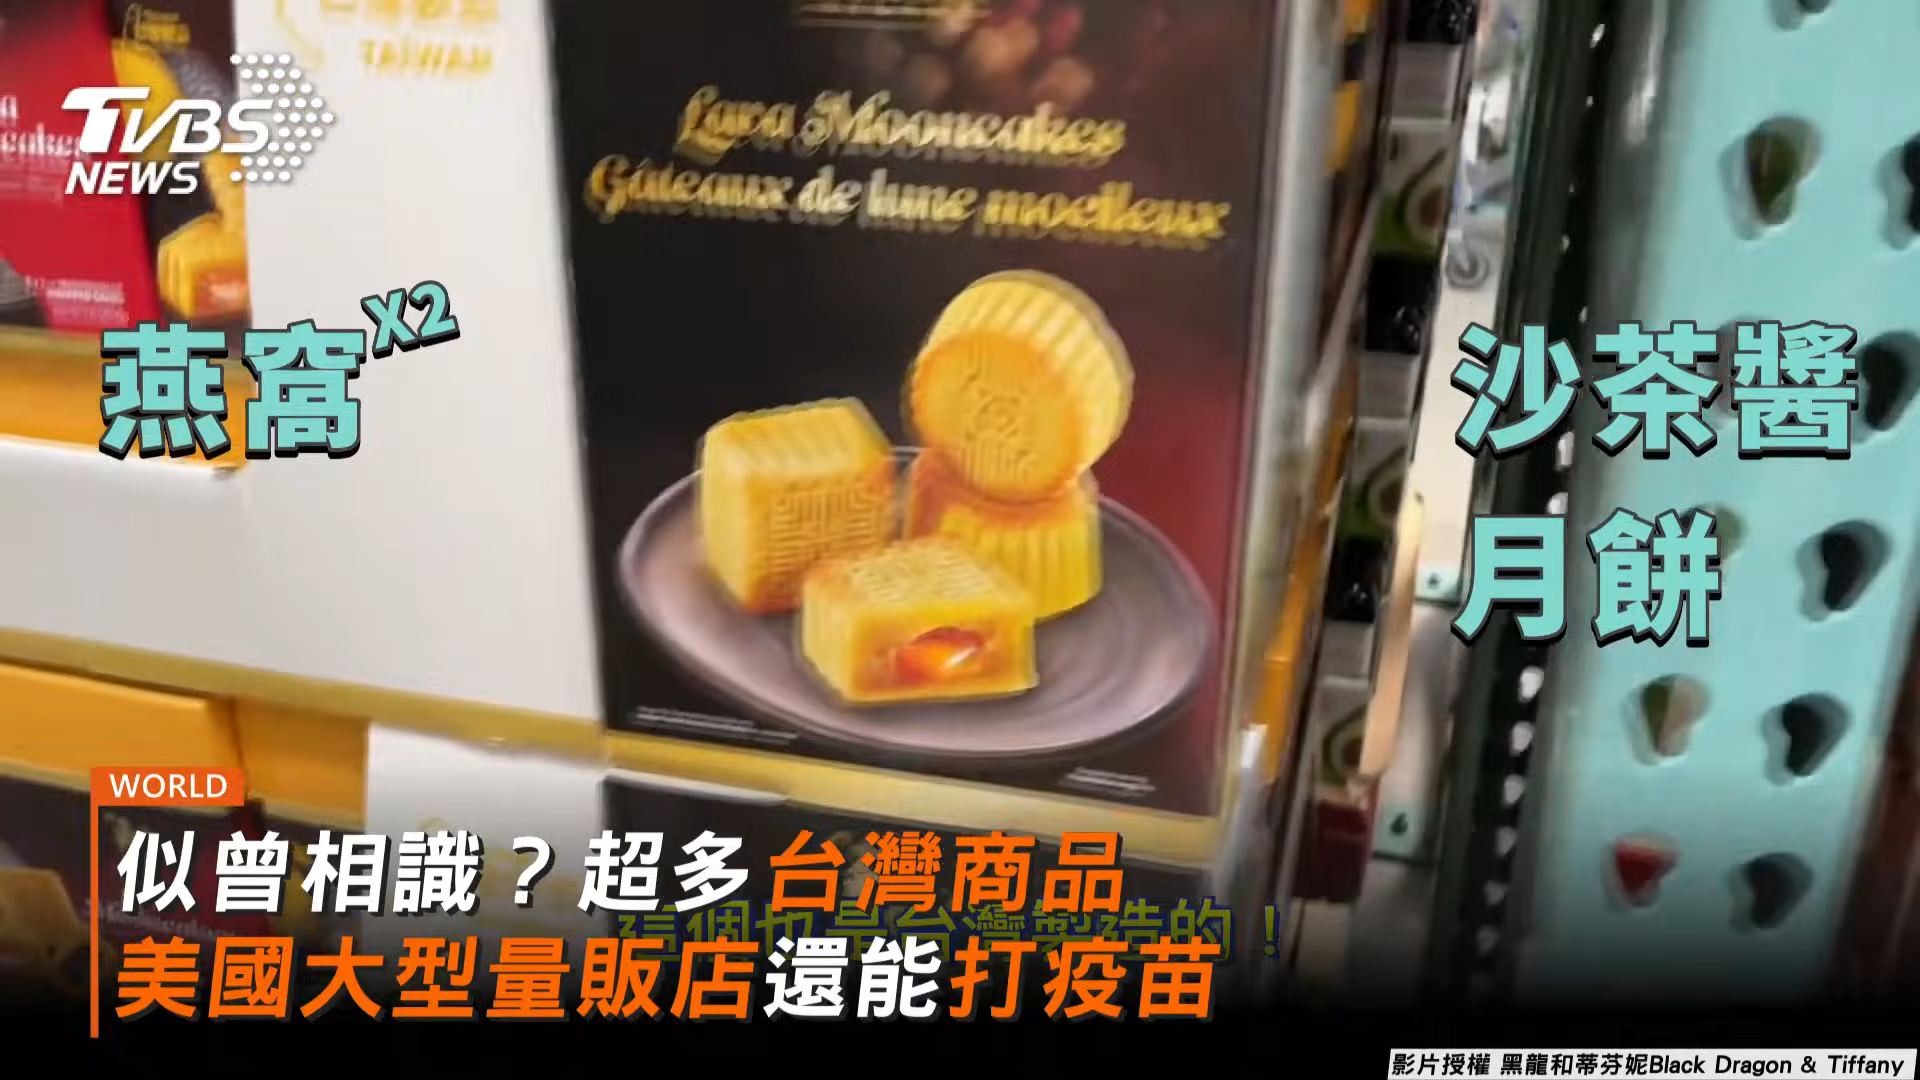 TVBS
NEWS
TAIWAN
Lava Mooncakes
Gâteaux de lune moelleux
燕窩X2
沙茶醬
月餅
WORLD
似曾相識？超多台灣商品
這個也是台灣製造的！
美國大型量販店還能打疫苗
影片授權 黑龍和蒂芬妮Black Dragon & Tiffany